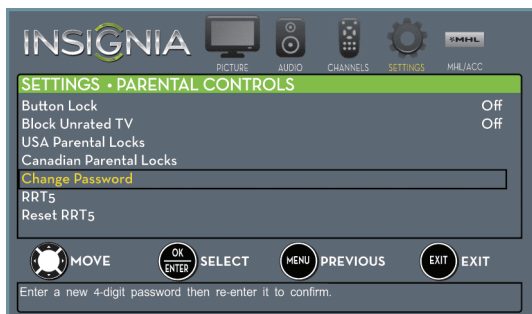 INSIGNIA
PICTURE AUDIO CHANNELS SETTINGS MHL MHL/ACC
SETTINGS • PARENTAL CONTROLS
Button Lock Off
Block Unrated TV Off
USA Parental Locks
Canadian Parental Locks
Change Password
RRT5
Reset RRT5
MOVE OK ENTER SELECT MENU PREVIOUS EXIT EXIT
Enter a new 4-digit password then re-enter it to confirm.